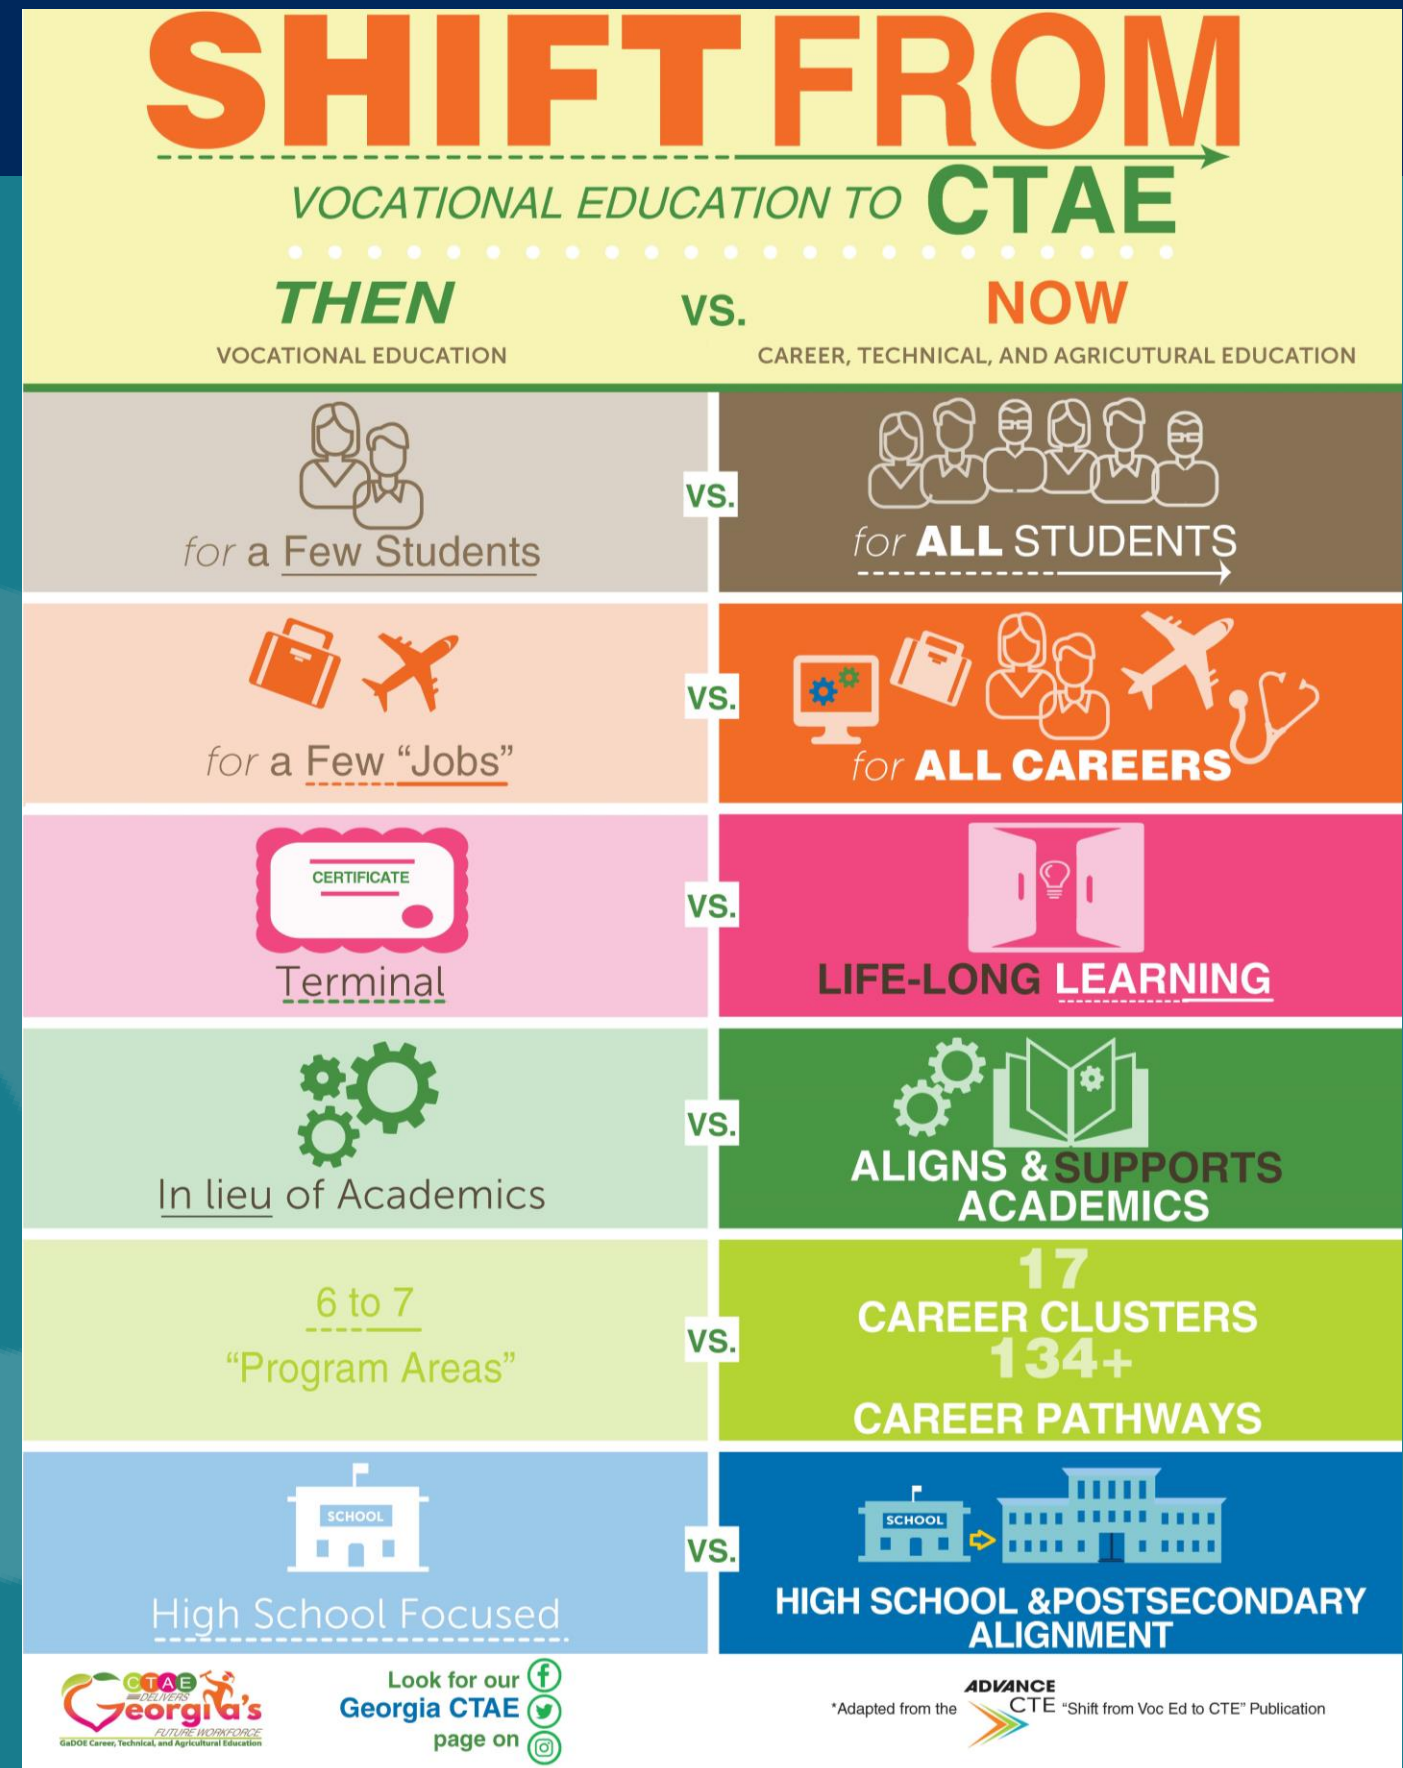 SHIFT FROM
VOCATIONAL EDUCATION TO CTAE
THEN VS. NOW
VOCATIONAL EDUCATION
CAREER, TECHNICAL, AND AGRICUTURAL EDUCATION
for a Few Students
VS.
for ALL STUDENTS
for a Few “Jobs”
VS.
for ALL CAREERS
CERTIFICATE
Terminal
VS.
LIFE-LONG LEARNING
In lieu of Academics
VS.
ALIGNS & SUPPORTS
ACADEMICS
6 to 7
“Program Areas”
VS.
17
CAREER CLUSTERS
134+
CAREER PATHWAYS
SCHOOL
High School Focused
VS.
SCHOOL
HIGH SCHOOL &POSTSECONDARY
ALIGNMENT
CTAE
DELIVERS
Georgia's
FUTURE WORKFORCE
GaDOE Career, Technical, and Agricultural Education
Look for our
Georgia CTAE
page on
*Adapted from the ADVANCE CTE “Shift from Voc Ed to CTE” Publication